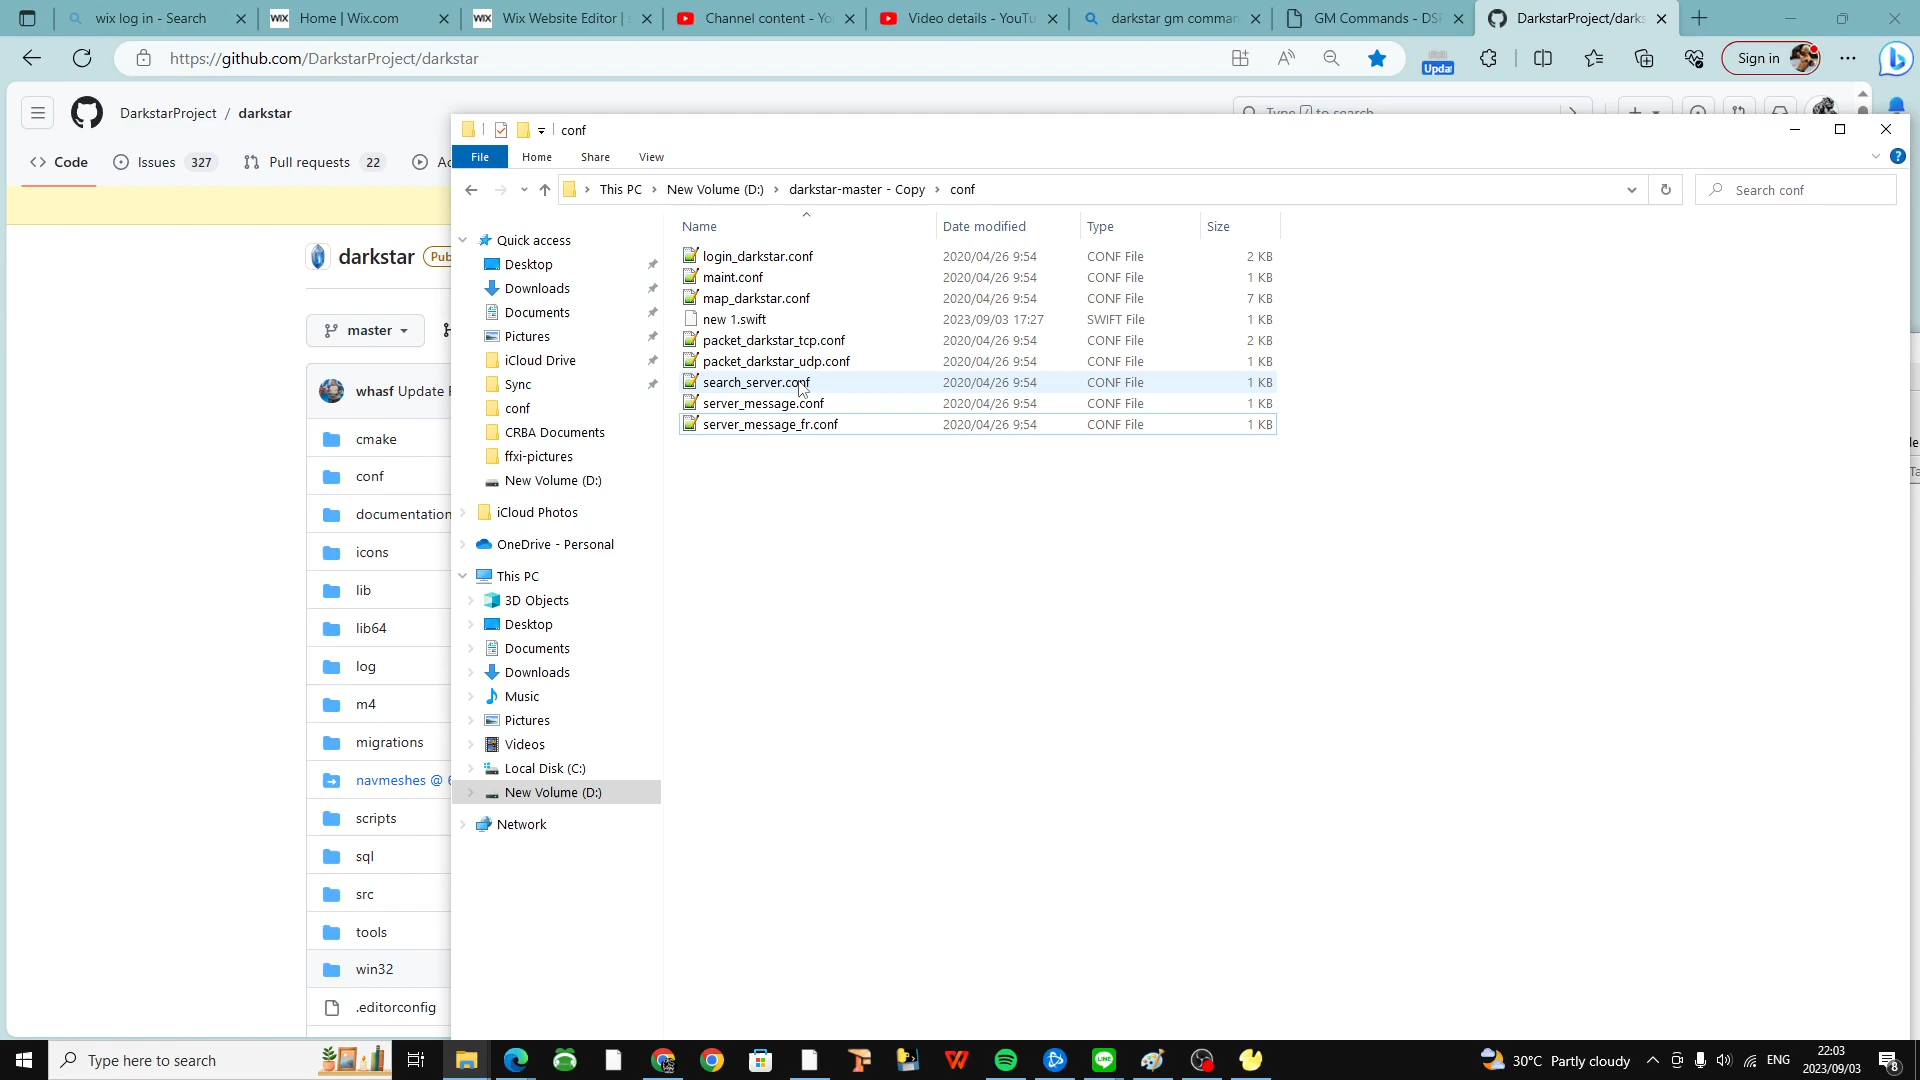 wix log in - Search
Home | Wix.com
Wix Website Editor |
Channel content - Yo
Video details - YouTu
darkstar gm comman
GM Commands - DSP
DarkstarProject/darks
https://github.com/DarkstarProject/darkstar
Updat
Sign in
DarkstarProject / darkstar
Type / to search
Code
Issues 327
Pull requests 22
conf
File
Home
Share
View
This PC
New Volume (D:)
darkstar-master - Copy
conf
Search conf
Name
Date modified
Type
Size
login_darkstar.conf 2020/04/26 9:54 CONF File 2 KB
maint.conf 2020/04/26 9:54 CONF File 1 KB
map_darkstar.conf 2020/04/26 9:54 CONF File 7 KB
new 1.swift 2023/09/03 17:27 SWIFT File 1 KB
packet_darkstar_tcp.conf 2020/04/26 9:54 CONF File 2 KB
packet_darkstar_udp.conf 2020/04/26 9:54 CONF File 1 KB
search_server.conf 2020/04/26 9:54 CONF File 1 KB
server_message.conf 2020/04/26 9:54 CONF File 1 KB
server_message_fr.conf 2020/04/26 9:54 CONF File 1 KB
Quick access
Desktop
Downloads
Documents
Pictures
iCloud Drive
Sync
conf
CRBA Documents
ffxi-pictures
New Volume (D:)
iCloud Photos
OneDrive - Personal
This PC
3D Objects
Desktop
Documents
Downloads
Music
Pictures
Videos
Local Disk (C:)
New Volume (D:)
Network
darkstar
Pub
master
whasf Update
cmake
conf
documentation
icons
lib
lib64
log
m4
migrations
navmeshes @ 6
scripts
sql
src
tools
win32
.editorconfig
Type here to search
30°C Partly cloudy
ENG
22:03
2023/09/03
8